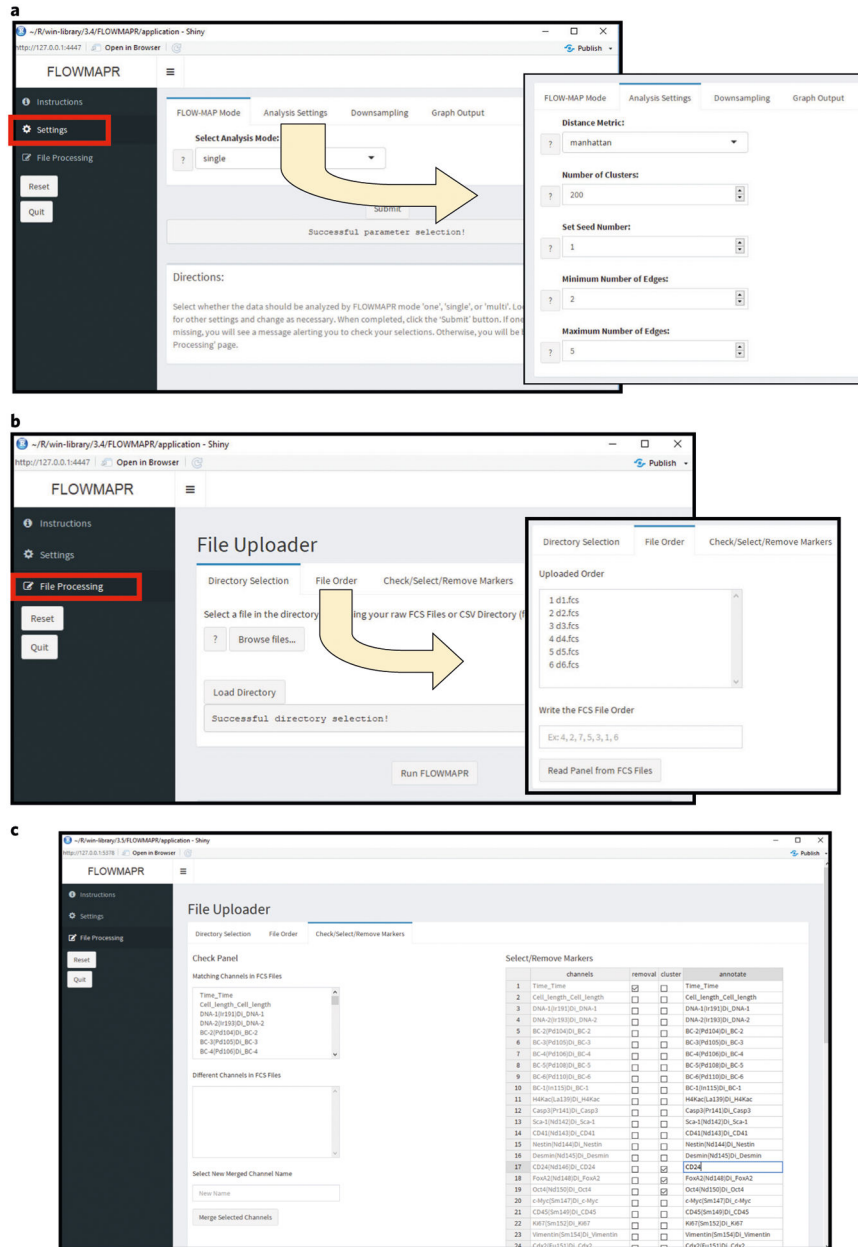 a
~/R/win-library/3.4/FLOWMAPR/application - Shiny
http://127.0.0.1:4447 Open in Browser Publish
FLOWMAPR
Instructions
Settings
File Processing
Reset
Quit
FLOW-MAP Mode Analysis Settings Downsampling Graph Output
Select Analysis Mode:
? single
Submit
Successful parameter selection!
Directions:
Select whether the data should be analyzed by FLOWMAPR mode 'one', 'single', or 'multi'. Loo
for other settings and change as necessary. When completed, click the 'Submit' button. If one
missing, you will see a message alerting you to check your selections. Otherwise, you will be
Processing' page.
FLOW-MAP Mode Analysis Settings Downsampling Graph Output
Distance Metric:
? manhattan
Number of Clusters:
? 200
Set Seed Number:
? 1
Minimum Number of Edges:
? 2
Maximum Number of Edges:
? 5
b
~/R/win-library/3.4/FLOWMAPR/application - Shiny
http://127.0.0.1:4447 Open in Browser Publish
FLOWMAPR
Instructions
Settings
File Processing
Reset
Quit
File Uploader
Directory Selection File Order Check/Select/Remove Markers
Select a file in the directory ing your raw FCS Files or CSV Directory (f
? Browse files...
Load Directory
Successful directory selection!
Run FLOWMAPR
Directory Selection File Order Check/Select/Remove Markers
Uploaded Order
1 d1.fcs
2 d2.fcs
3 d3.fcs
4 d4.fcs
5 d5.fcs
6 d6.fcs
Write the FCS File Order
Ex: 4, 2, 7, 5, 3, 1, 6
Read Panel from FCS Files
c
~/R/win-library/3.5/FLOWMAPR/application - Shiny
http://127.0.0.1:5378 Open in Browser Publish
FLOWMAPR
Instructions
Settings
File Processing
Reset
Quit
File Uploader
Directory Selection File Order Check/Select/Remove Markers
Check Panel
Matching Channels in FCS Files
Time_Time
Cell_length_Cell_length
DNA-1(Ir191)Di_DNA-1
DNA-2(Ir193)Di_DNA-2
BC-2(Pd104)Di_BC-2
BC-3(Pd105)Di_BC-3
BC-4(Pd106)Di_BC-4
Different Channels in FCS Files
Select New Merged Channel Name
New Name
Merge Selected Channels
Select/Remove Markers
channels removal cluster annotate
1 Time_Time Time_Time
2 Cell_length_Cell_length Cell_length_Cell_length
3 DNA-1(Ir191)Di_DNA-1 DNA-1(Ir191)Di_DNA-1
4 DNA-2(Ir193)Di_DNA-2 DNA-2(Ir193)Di_DNA-2
5 BC-2(Pd104)Di_BC-2 BC-2(Pd104)Di_BC-2
6 BC-3(Pd105)Di_BC-3 BC-3(Pd105)Di_BC-3
7 BC-4(Pd106)Di_BC-4 BC-4(Pd106)Di_BC-4
8 BC-5(Pd108)Di_BC-5 BC-5(Pd108)Di_BC-5
9 BC-6(Pd110)Di_BC-6 BC-6(Pd110)Di_BC-6
10 BC-1(In115)Di_BC-1 BC-1(In115)Di_BC-1
11 H4Kac(La139)Di_H4Kac H4Kac(La139)Di_H4Kac
12 Casp3(Pr141)Di_Casp3 Casp3(Pr141)Di_Casp3
13 Sca-1(Nd142)Di_Sca-1 Sca-1(Nd142)Di_Sca-1
14 CD41(Nd143)Di_CD41 CD41(Nd143)Di_CD41
15 Nestin(Nd144)Di_Nestin Nestin(Nd144)Di_Nestin
16 Desmin(Nd145)Di_Desmin Desmin(Nd145)Di_Desmin
17 CD24(Nd146)Di_CD24 CD24
18 FoxA2(Nd148)Di_FoxA2 FoxA2(Nd148)Di_FoxA2
19 Oct4(Nd150)Di_Oct4 Oct4(Nd150)Di_Oct4
20 c-Myc(Sm147)Di_c-Myc c-Myc(Sm147)Di_c-Myc
21 CD45(Sm149)Di_CD45 CD45(Sm149)Di_CD45
22 Ki67(Sm152)Di_Ki67 Ki67(Sm152)Di_Ki67
23 Vimentin(Sm154)Di_Vimentin Vimentin(Sm154)Di_Vimentin
24 Cdx2(Eu151)Di_Cdx2 Cdx2(Eu151)Di_Cdx2